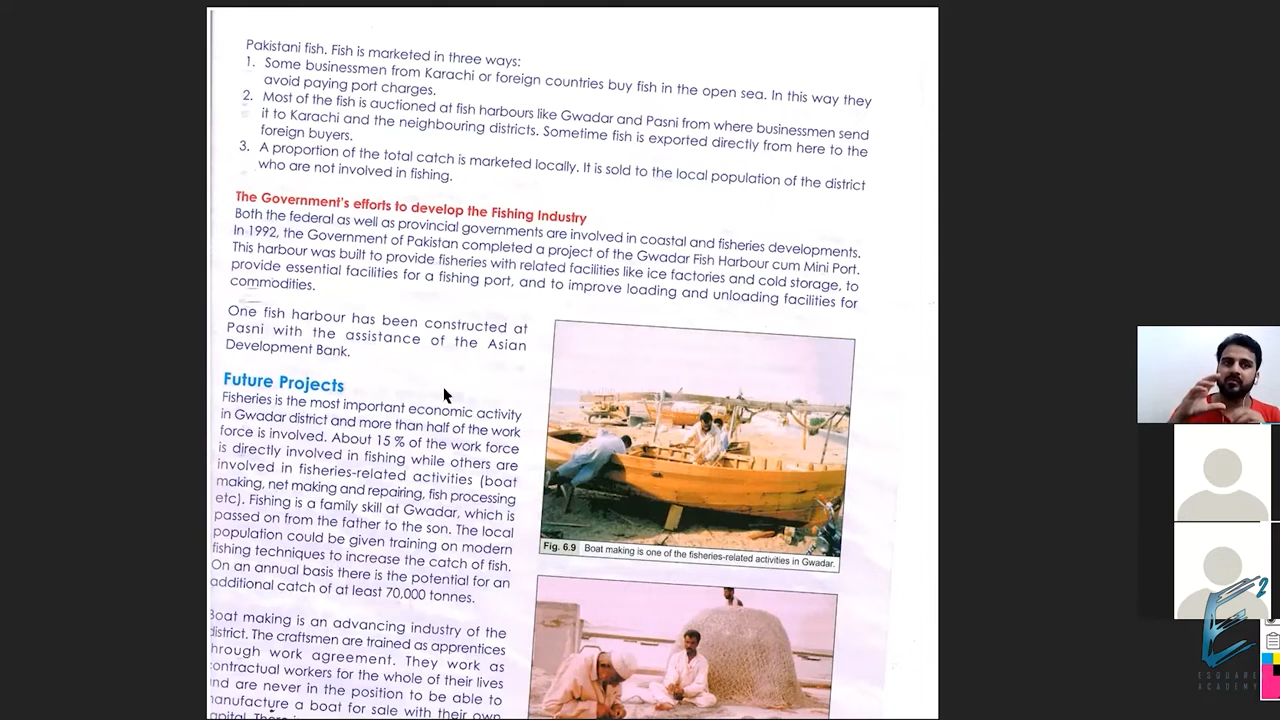 Pakistani fish. Fish is marketed in three ways:
1. Some businessmen from Karachi or foreign countries buy fish in the open sea. In this way they
avoid paying port charges.
2. Most of the fish is auctioned at fish harbours like Gwadar and Pasni from where businessmen send
it to Karachi and the neighbouring districts. Sometime fish is exported directly from here to the
foreign buyers.
3. A proportion of the total catch is marketed locally. It is sold to the local population of the district
who are not involved in fishing.
The Government's efforts to develop the Fishing Industry
Both the federal as well as provincial governments are involved in coastal and fisheries developments.
In 1992, the Government of Pakistan completed a project of the Gwadar Fish Harbour cum Mini Port.
This harbour was built to provide fisheries with related facilities like ice factories and cold storage, to
provide essential facilities for a fishing port, and to improve loading and unloading facilities for
commodities.
One fish harbour has been constructed at
Pasni with the assistance of the Asian
Development Bank.
Future Projects
Fisheries is the most important economic activity
in Gwadar district and more than half of the work
force is involved. About 15 % of the work force
is directly involved in fishing while others are
involved in fisheries-related activities (boat
making, net making and repairing, fish processing
etc). Fishing is a family skill at Gwadar, which is
passed on from the father to the son. The local
population could be given training on modern
fishing techniques to increase the catch of fish.
On an annual basis there is the potential for an
additional catch of at least 70,000 tonnes.
Boat making is an advancing industry of the
district. The craftsmen are trained as apprentices
hrough work agreement. They work as
contractual workers for the whole of their lives
and are never in the position to be able to
manufacture a boat for sale with their own
Fig. 6.9 Boat making is one of the fisheries-related activities in Gwadar.
E2
ESQUARE
ACADEMY